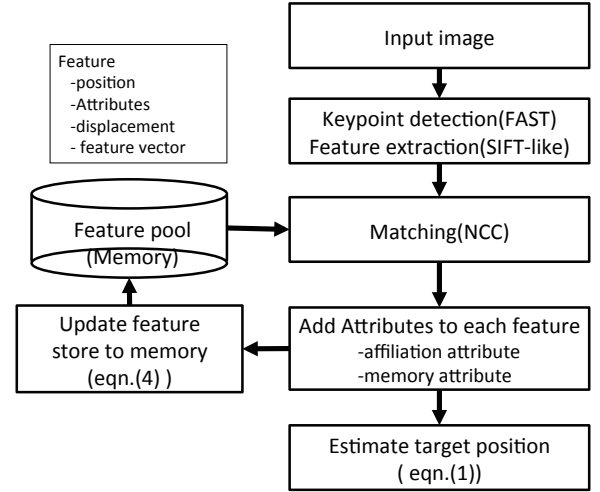 Input image
Feature
-position
-Attributes
-displacement
- feature vector
Keypoint detection(FAST)
Feature extraction(SIFT-like)
Feature pool
(Memory)
Matching(NCC)
Update feature
store to memory
(eqn.(4) )
Add Attributes to each feature
-affiliation attribute
-memory attribute
Estimate target position
( eqn.(1))